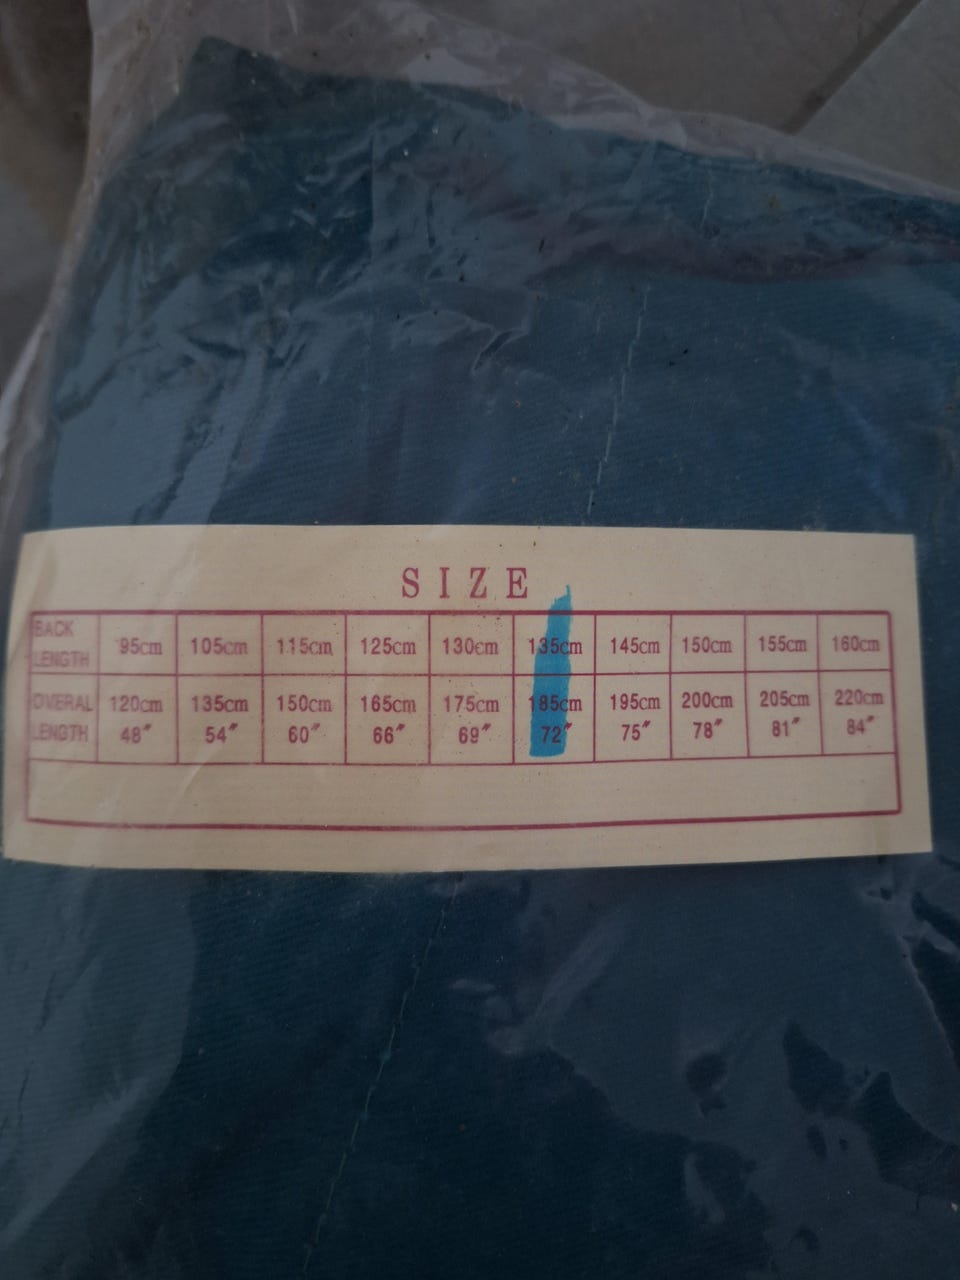 SIZE
BACK LENGTH 95cm 105cm 115cm 125cm 130cm 135cm 145cm 150cm 155cm 160cm
OVERAL LENGTH 120cm 135cm 150cm 165cm 175cm 185cm 195cm 200cm 205cm 220cm
48" 54" 60" 66" 69" 72" 75" 78" 81" 84"